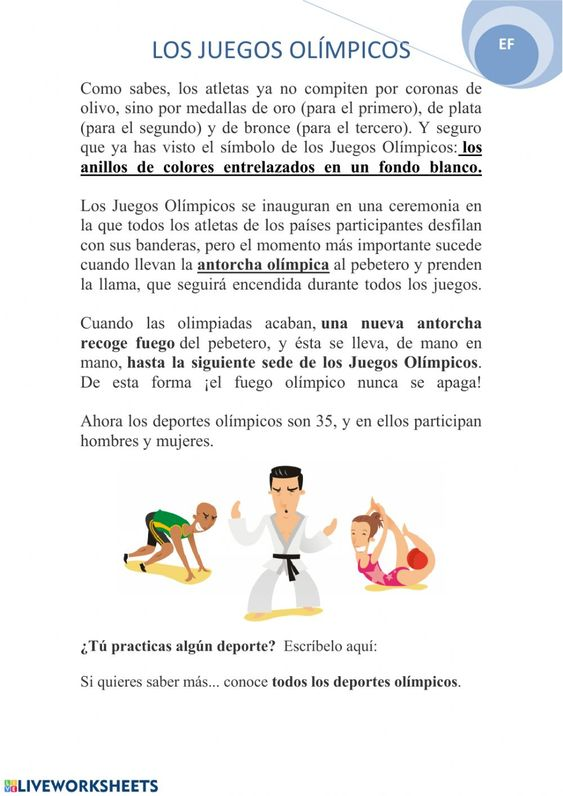 EF
LOS JUEGOS OLÍMPICOS
Como sabes, los atletas ya no compiten por coronas de
olivo, sino por medallas de oro (para el primero), de plata
(para el segundo) y de bronce (para el tercero). Y seguro
que ya has visto el símbolo de los Juegos Olímpicos: los
anillos de colores entrelazados en un fondo blanco.
Los Juegos Olímpicos se inauguran en una ceremonia en
la que todos los atletas de los países participantes desfilan
con sus banderas, pero el momento más importante sucede
cuando llevan la antorcha olímpica al pebetero y prenden
la llama, que seguirá encendida durante todos los juegos.
Cuando las olimpiadas acaban, una nueva antorcha
recoge fuego del pebetero, y ésta se lleva, de mano en
mano, hasta la siguiente sede de los Juegos Olímpicos.
De esta forma ¡el fuego olímpico nunca se apaga!
Ahora los deportes olímpicos son 35, y en ellos participan
hombres y mujeres.
¿Tú practicas algún deporte? Escríbelo aquí:
Si quieres saber más... conoce todos los deportes olímpicos.
LIVEWORKSHEETS